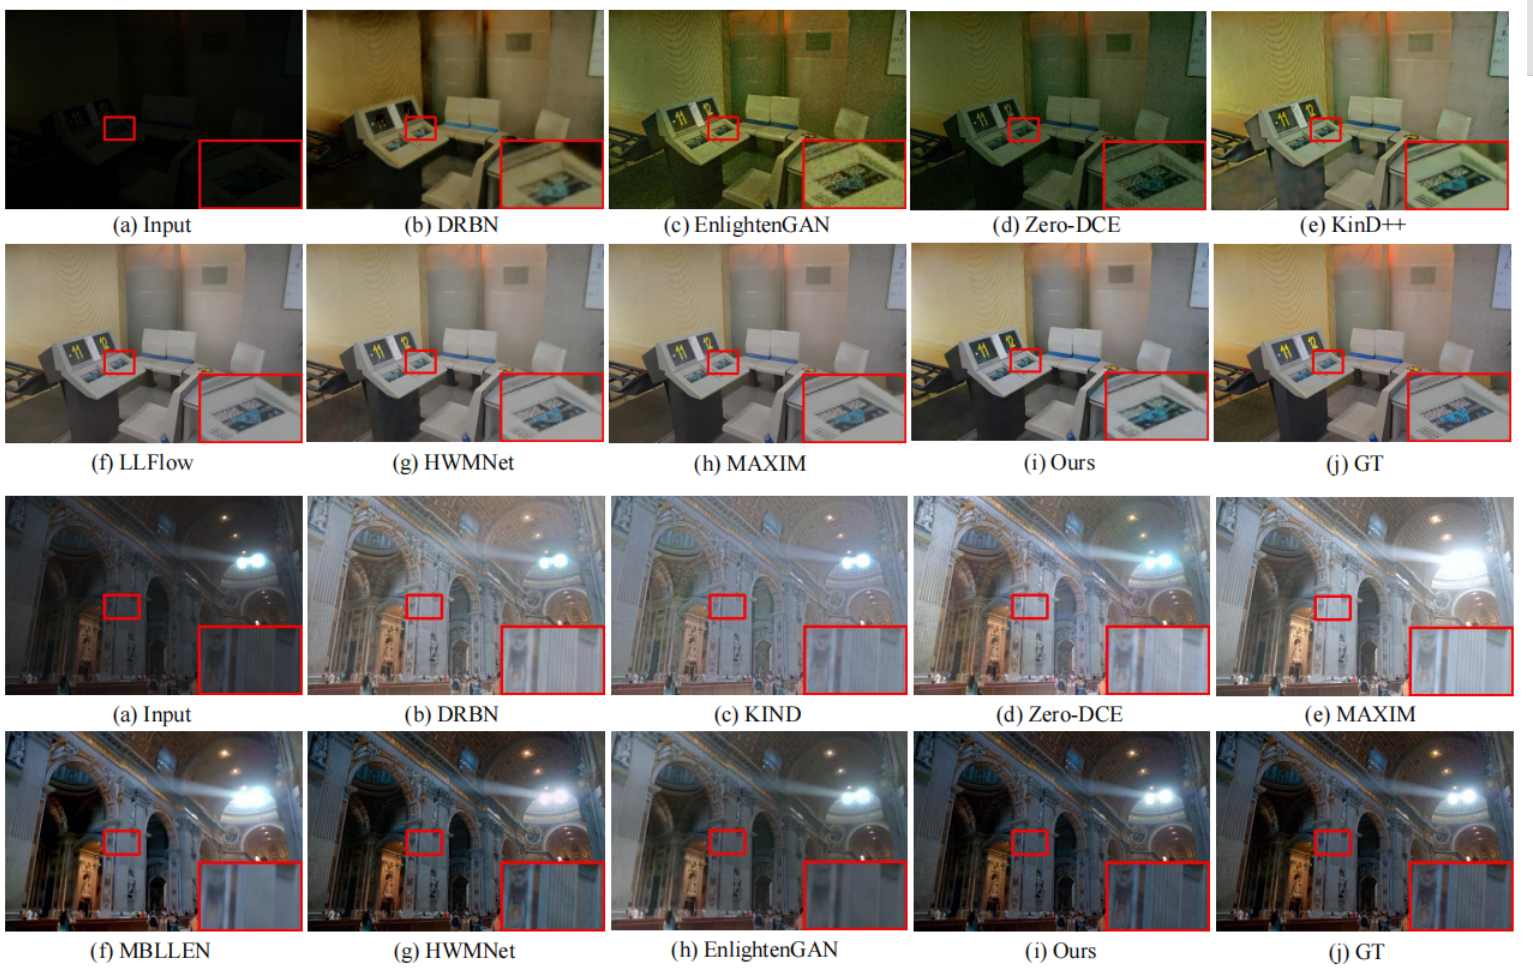 (a) Input
(b) DRBN
(c) EnlightenGAN
(d) Zero-DCE
(e) KinD++
(f) LLFlow
(g) HWMNet
(h) MAXIM
(i) Ours
(j) GT
(a) Input
(b) DRBN
(c) KIND
(d) Zero-DCE
(e) MAXIM
(f) MBLLEN
(g) HWMNet
(h) EnlightenGAN
(i) Ours
(j) GT